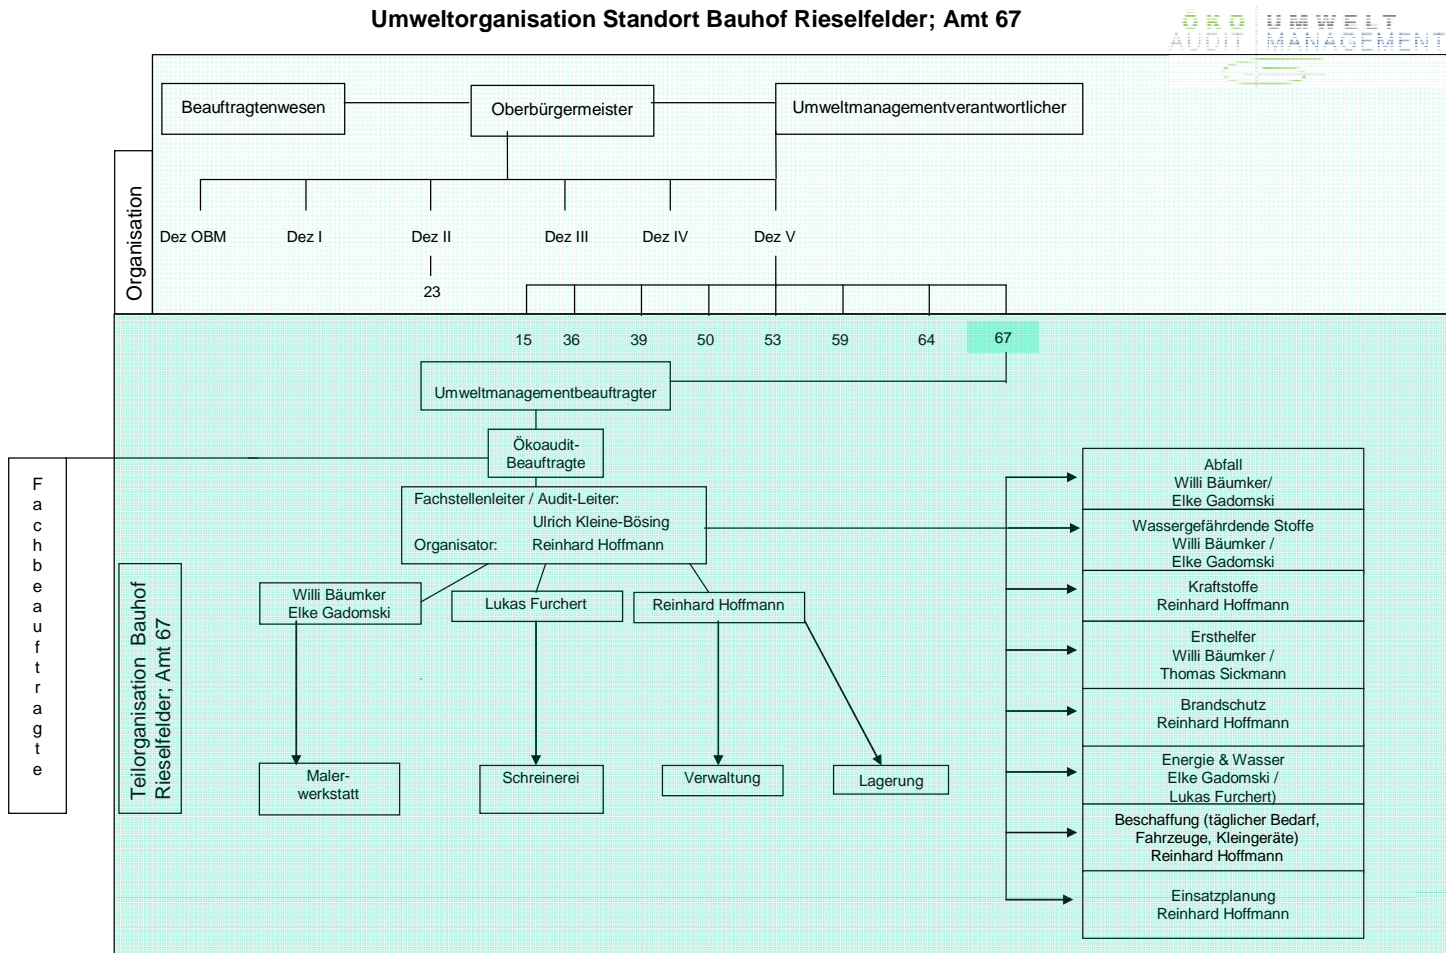 Umweltorganisation Standort Bauhof Rieselfelder; Amt 67
ÖKO UMWELT
AUDIT MANAGEMENT
Beauftragtenwesen
Oberbürgermeister
Umweltmanagementverantwortlicher
Organisation
Dez OBM
Dez I
Dez II
Dez III
Dez IV
Dez V
23
15
36
39
50
53
59
64
67
Umweltmanagementbeauftragter
Ökoaudit-
Beauftragte
Fachbeauftragte
Fachstellenleiter / Audit-Leiter:
Ulrich Kleine-Bösing
Organisator: Reinhard Hoffmann
Teilorganisation Bauhof
Rieselfelder; Amt 67
Willi Bäumker
Elke Gadomski
Lukas Furchert
Reinhard Hoffmann
Maler-
werkstatt
Schreinerei
Verwaltung
Lagerung
Abfall
Willi Bäumker/
Elke Gadomski
Wassergefährdende Stoffe
Willi Bäumker /
Elke Gadomski
Kraftstoffe
Reinhard Hoffmann
Ersthelfer
Willi Bäumker /
Thomas Sickmann
Brandschutz
Reinhard Hoffmann
Energie & Wasser
Elke Gadomski /
Lukas Furchert)
Beschaffung (täglicher Bedarf,
Fahrzeuge, Kleingeräte)
Reinhard Hoffmann
Einsatzplanung
Reinhard Hoffmann